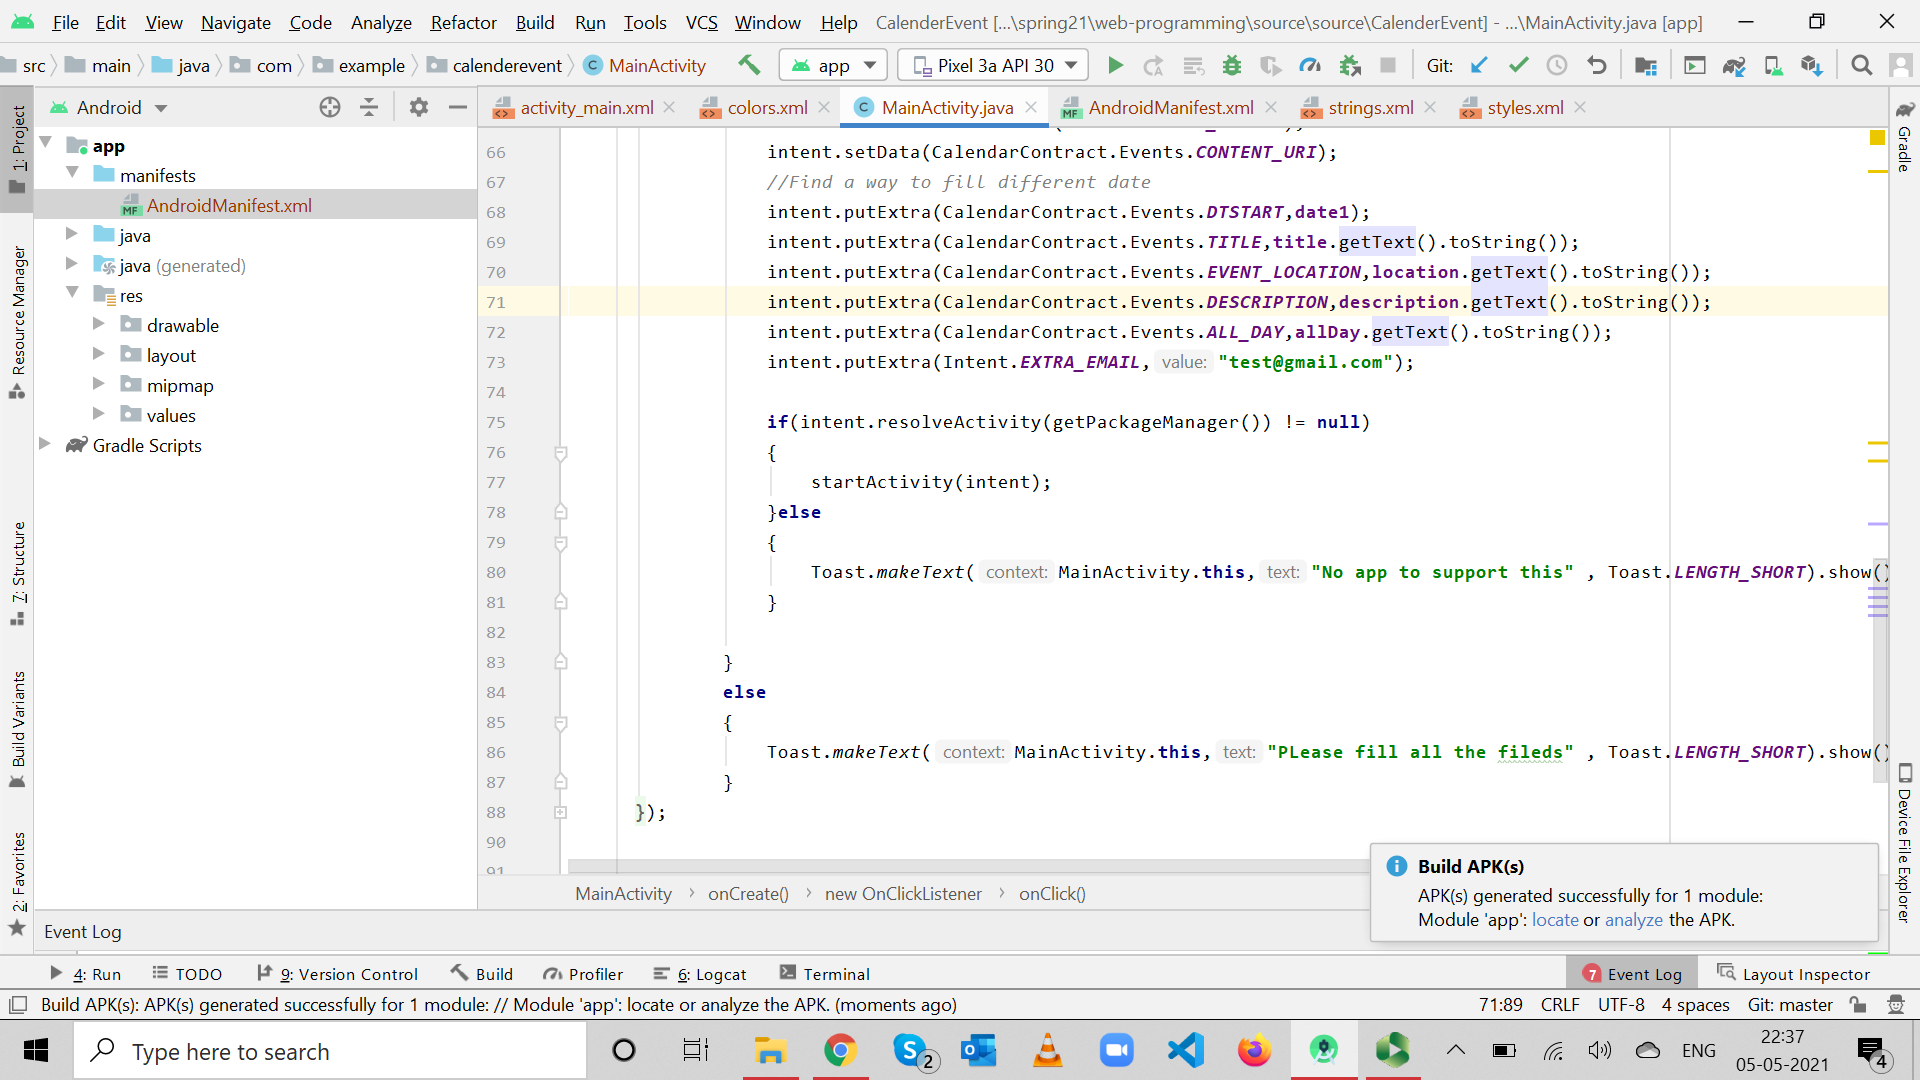 File Edit View Navigate Code Analyze Refactor Build Run Tools VCS Window Help CalenderEvent [...\spring21\web-programming\source\source\CalenderEvent] - ...\MainActivity.java [app]
src main java com example calenderevent MainActivity app Pixel 3a API 30 Git:
Android activity_main.xml colors.xml MainActivity.java AndroidManifest.xml strings.xml styles.xml
1: Project
Resource Manager
7: Structure
Build Variants
2: Favorites
app
manifests
AndroidManifest.xml
java
java (generated)
res
drawable
layout
mipmap
values
Gradle Scripts
66 intent.setData(CalendarContract.Events.CONTENT_URI);
67 //Find a way to fill different date
68 intent.putExtra(CalendarContract.Events.DTSTART,date1);
69 intent.putExtra(CalendarContract.Events.TITLE,title.getText().toString());
70 intent.putExtra(CalendarContract.Events.EVENT_LOCATION,location.getText().toString());
71 intent.putExtra(CalendarContract.Events.DESCRIPTION,description.getText().toString());
72 intent.putExtra(CalendarContract.Events.ALL_DAY,allDay.getText().toString());
73 intent.putExtra(Intent.EXTRA_EMAIL, value: "test@gmail.com");
74
75 if(intent.resolveActivity(getPackageManager()) != null)
76 {
77 startActivity(intent);
78 }else
79 {
80 Toast.makeText( context: MainActivity.this, text: "No app to support this" , Toast.LENGTH_SHORT).show()
81 }
82
83 }
84 else
85 {
86 Toast.makeText( context: MainActivity.this, text: "PLease fill all the fileds" , Toast.LENGTH_SHORT).show()
87 }
88 });
90
91
Gradle
Device File Explorer
MainActivity onCreate() new OnClickListener onClick()
Build APK(s)
APK(s) generated successfully for 1 module:
Module 'app': locate or analyze the APK.
Event Log
4: Run TODO 9: Version Control Build Profiler 6: Logcat Terminal 7 Event Log Layout Inspector
Build APK(s): APK(s) generated successfully for 1 module: // Module 'app': locate or analyze the APK. (moments ago) 71:89 CRLF UTF-8 4 spaces Git: master
Type here to search 2 ENG 22:37
05-05-2021 4